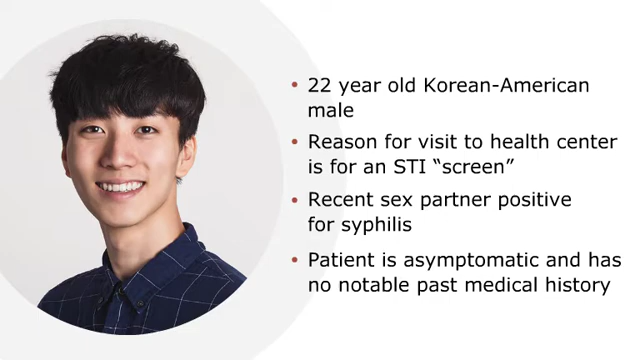 • 22 year old Korean-American
male
• Reason for visit to health center
is for an STI “screen”
• Recent sex partner positive
for syphilis
• Patient is asymptomatic and has
no notable past medical history